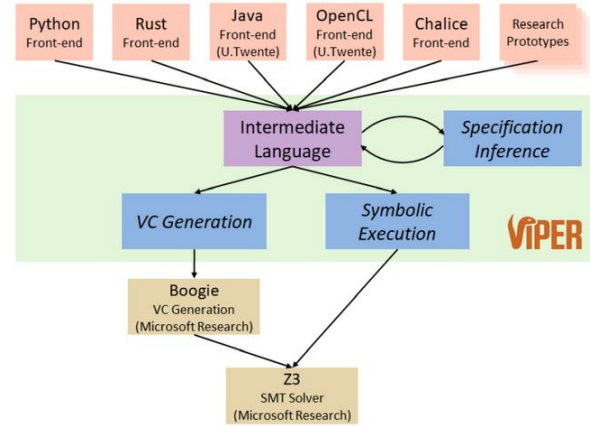 Python
Front-end
Rust
Front-end
Java
Front-end
(U.Twente)
OpenCL
Front-end
(U.Twente)
Chalice
Front-end
Research
Prototypes
Intermediate
Language
Specification
Inference
VC Generation
Symbolic
Execution
VIPER
Boogie
VC Generation
(Microsoft Research)
Z3
SMT Solver
(Microsoft Research)